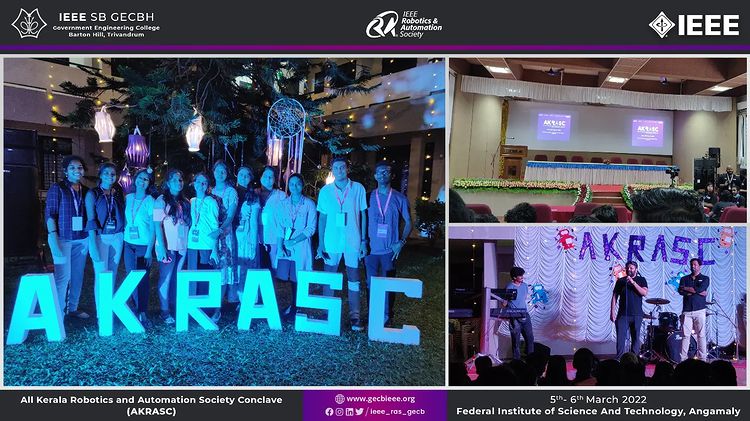 IEEE SB GECBH
Government Engineering College
Barton Hill, Trivandrum
IEEE
Robotics &
Automation
Society
IEEE
AKRASC
AKRASC
AKRASC
AKRASC
All Kerala Robotics and Automation Society Conclave
(AKRASC)
www.gecbieee.org
/ieee_ras_gecb
5th- 6th March 2022
Federal Institute of Science And Technology, Angamaly